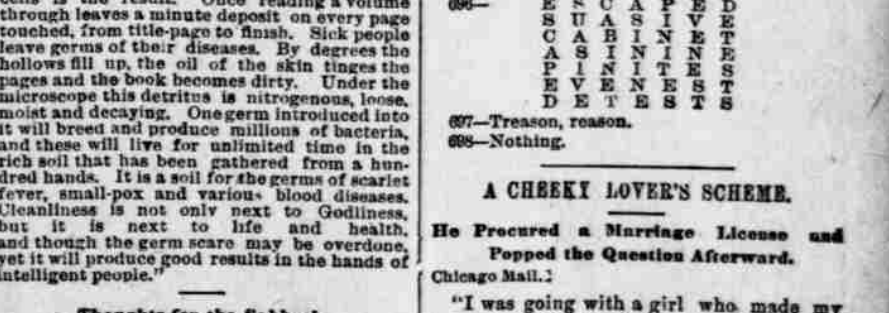 through leaves a minute deposit on every page
touched, from title-page to finish. Sick people
leave germs of their diseases. By degrees the
hollows fill up, the oil of the skin tinges the
pages and the book becomes dirty. Under the
microscope this detritus is nitrogenous, loose,
moist and decaying. One germ introduced into
it will breed and produce millions of bacteria,
and these will live for unlimited time in the
rich soil that has been gathered from a hun-
dred hands. It is a soil for the germs of scarlet
fever, small-pox and various blood diseases.
Cleanliness is not only next to Godliness,
but it is next to life and health,
and though the germ scare may be overdone,
yet it will produce good results in the hands of
intelligent people."
696— E S C A P E D
S U A S I V E
C A B I N E T
A S I N I N E
P I N I T E S
E V E N E S T
D E T E S T S
697—Treason, reason.
698—Nothing.
A CHEEKY LOVER'S SCHEME.
He Procured a Marriage License and
Popped the Question Afterward.
Chicago Mail.]
"I was going with a girl who made my